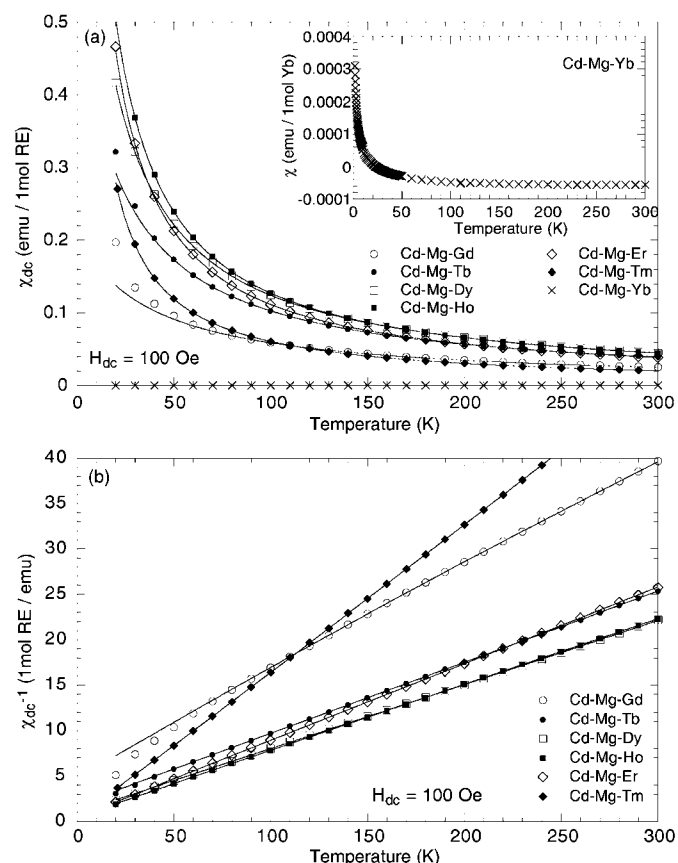 (a)
0.5
0.4
0.3
0.2
0.1
0
χdc (emu / 1mol RE)
0.0004
0.0003
0.0002
0.0001
0
-0.0001
χ (emu / 1mol Yb)
Cd-Mg-Yb
0 50 100 150 200 250 300
Temperature (K)
Cd-Mg-Gd
Cd-Mg-Tb
Cd-Mg-Dy
Cd-Mg-Ho
Cd-Mg-Er
Cd-Mg-Tm
Cd-Mg-Yb
Hdc = 100 Oe
0 50 100 150 200 250 300
Temperature (K)
(b)
40
35
30
25
20
15
10
5
0
χdc-1 (1mol RE / emu)
Cd-Mg-Gd
Cd-Mg-Tb
Cd-Mg-Dy
Cd-Mg-Ho
Cd-Mg-Er
Cd-Mg-Tm
Hdc = 100 Oe
0 50 100 150 200 250 300
Temperature (K)